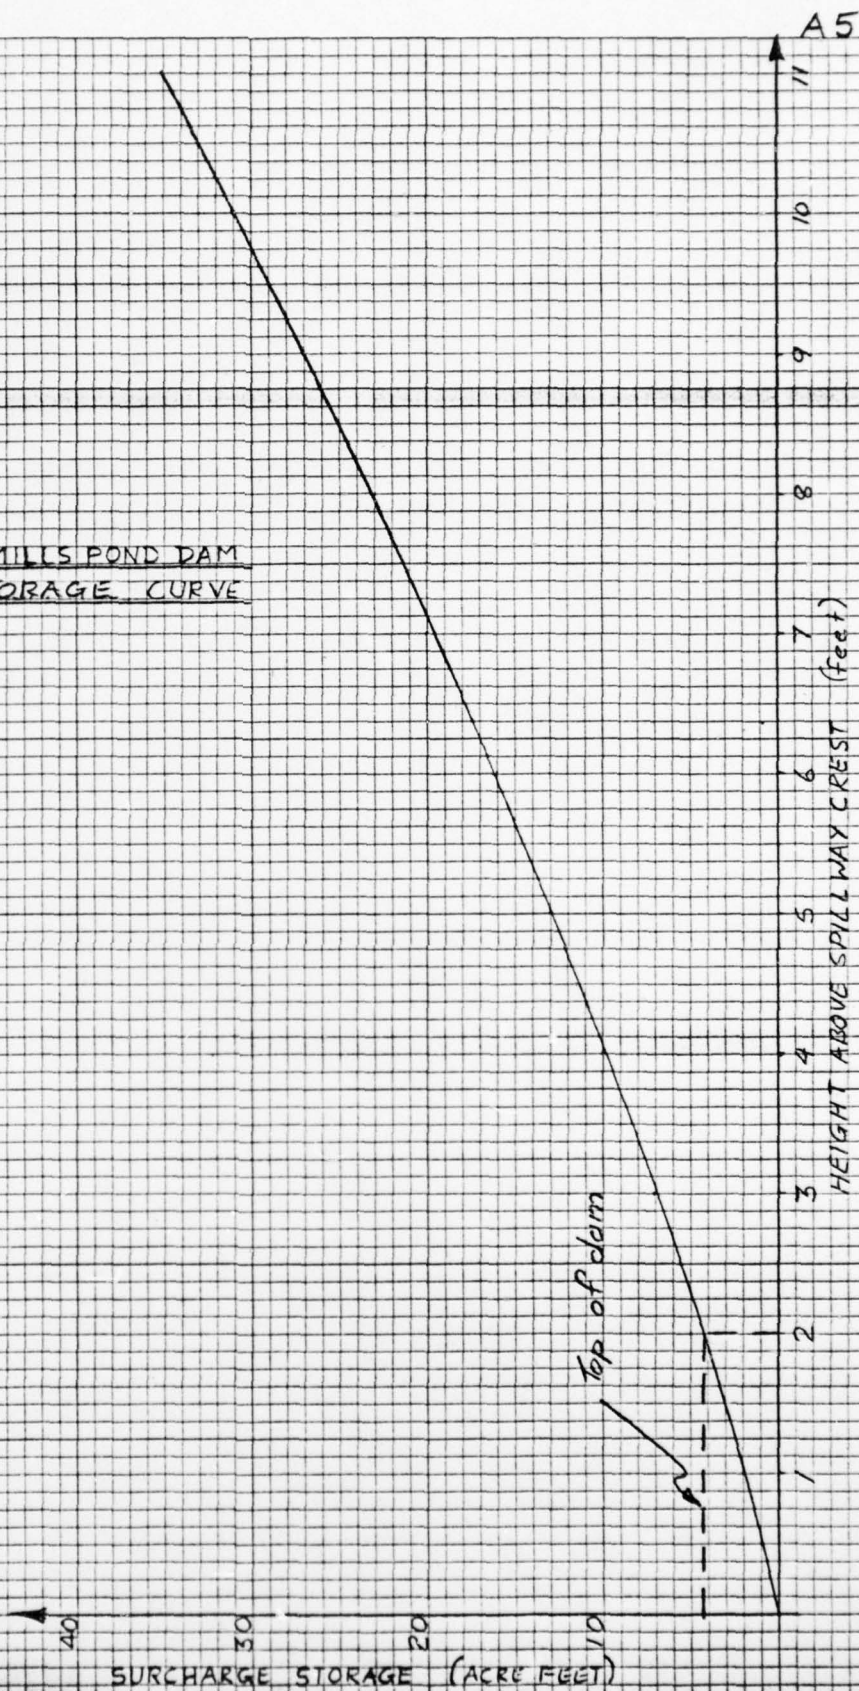 A5
MILLS POND DAM
STORAGE CURVE
Top of dam
HEIGHT ABOVE SPILLWAY CREST (feet)
1 2 3 4 5 6 7 8 9 10 11
SURCHARGE STORAGE (ACRE FEET)
10 20 30 40